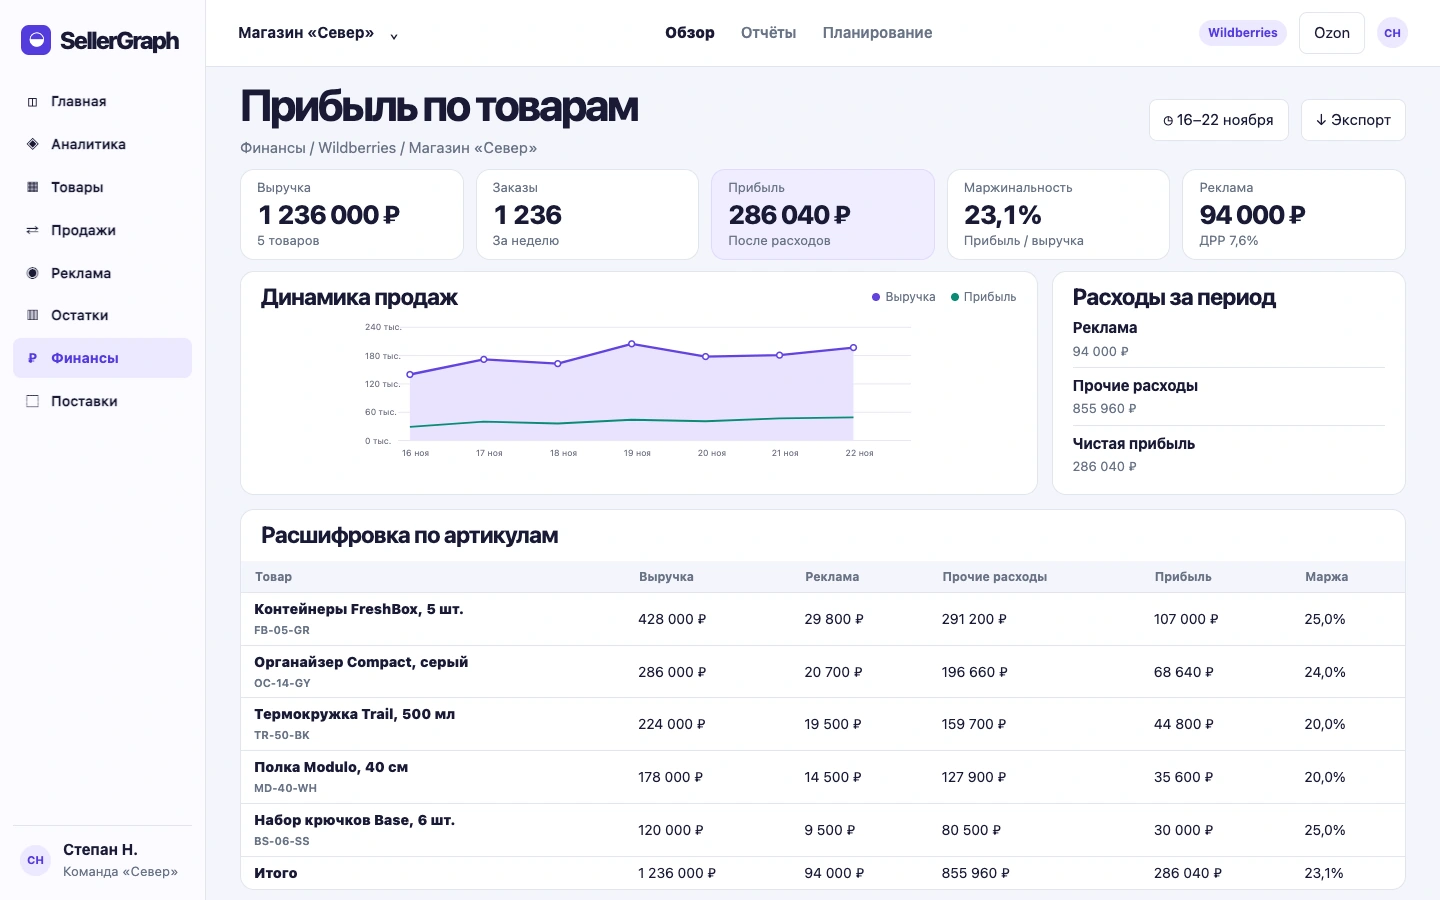 SellerGraph
Магазин «Север»
Обзор Отчёты Планирование
Wildberries Ozon СН
Главная
Аналитика
Товары
Продажи
Реклама
Остатки
₽ Финансы
Поставки
СН Степан Н.
Команда «Север»
Прибыль по товарам
Финансы / Wildberries / Магазин «Север»
16–22 ноября
↓ Экспорт
Выручка
1 236 000 ₽
5 товаров
Заказы
1 236
За неделю
Прибыль
286 040 ₽
После расходов
Маржинальность
23,1%
Прибыль / выручка
Реклама
94 000 ₽
ДРР 7,6%
Динамика продаж
Выручка Прибыль
240 тыс.
180 тыс.
120 тыс.
60 тыс.
0 тыс.
16 ноя 17 ноя 18 ноя 19 ноя 20 ноя 21 ноя 22 ноя
Расходы за период
Реклама
94 000 ₽
Прочие расходы
855 960 ₽
Чистая прибыль
286 040 ₽
Расшифровка по артикулам
Товар Выручка Реклама Прочие расходы Прибыль Маржа
Контейнеры FreshBox, 5 шт.
FB-05-GR
428 000 ₽ 29 800 ₽ 291 200 ₽ 107 000 ₽ 25,0%
Органайзер Compact, серый
OC-14-GY
286 000 ₽ 20 700 ₽ 196 660 ₽ 68 640 ₽ 24,0%
Термокружка Trail, 500 мл
TR-50-BK
224 000 ₽ 19 500 ₽ 159 700 ₽ 44 800 ₽ 20,0%
Полка Modulo, 40 см
MD-40-WH
178 000 ₽ 14 500 ₽ 127 900 ₽ 35 600 ₽ 20,0%
Набор крючков Base, 6 шт.
BS-06-SS
120 000 ₽ 9 500 ₽ 80 500 ₽ 30 000 ₽ 25,0%
Итого 1 236 000 ₽ 94 000 ₽ 855 960 ₽ 286 040 ₽ 23,1%